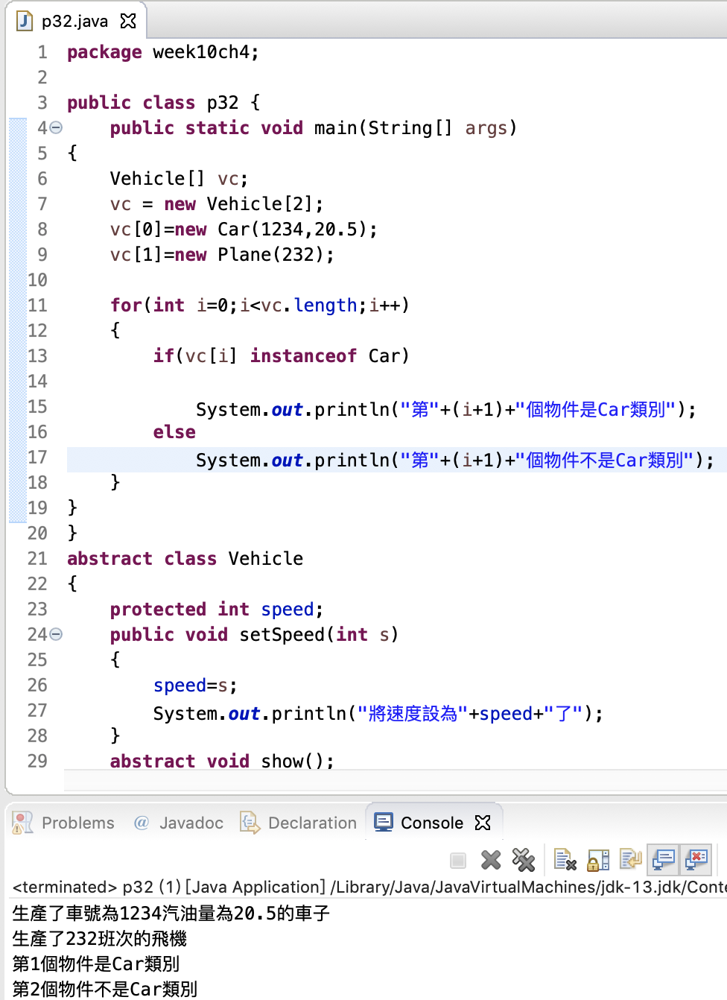 p32.java
1 package week10ch4;
2
3 public class p32 {
4 public static void main(String[] args)
5 {
6 Vehicle[] vc;
7 vc = new Vehicle[2];
8 vc[0]=new Car(1234,20.5);
9 vc[1]=new Plane(232);
10
11 for(int i=0;i<vc.length;i++)
12 {
13 if(vc[i] instanceof Car)
14
15 System.out.println("第"+(i+1)+"個物件是Car類別");
16 else
17 System.out.println("第"+(i+1)+"個物件不是Car類別");
18 }
19 }
20 }
21 abstract class Vehicle
22 {
23 protected int speed;
24 public void setSpeed(int s)
25 {
26 speed=s;
27 System.out.println("將速度設為"+speed+"了");
28 }
29 abstract void show();
Problems @ Javadoc Declaration Console
<terminated> p32 (1) [Java Application] /Library/Java/JavaVirtualMachines/jdk-13.jdk/Conte
生產了車號為1234汽油量為20.5的車子
生產了232班次的飛機
第1個物件是Car類別
第2個物件不是Car類別